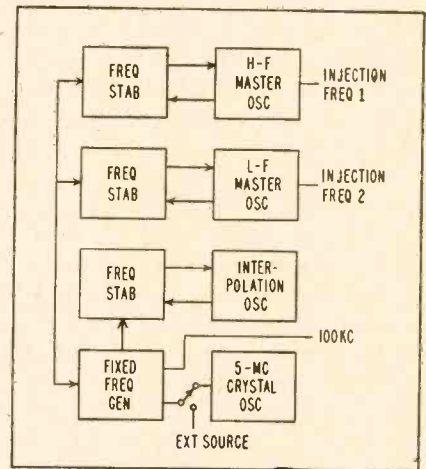 FREQ
STAB
H-F
MASTER
OSC
INJECTION
FREQ 1
FREQ
STAB
L-F
MASTER
OSC
INJECTION
FREQ 2
FREQ
STAB
INTER-
POLATION
OSC
100KC
FIXED
FREQ
GEN
5-MC
CRYSTAL
OSC
EXT SOURCE